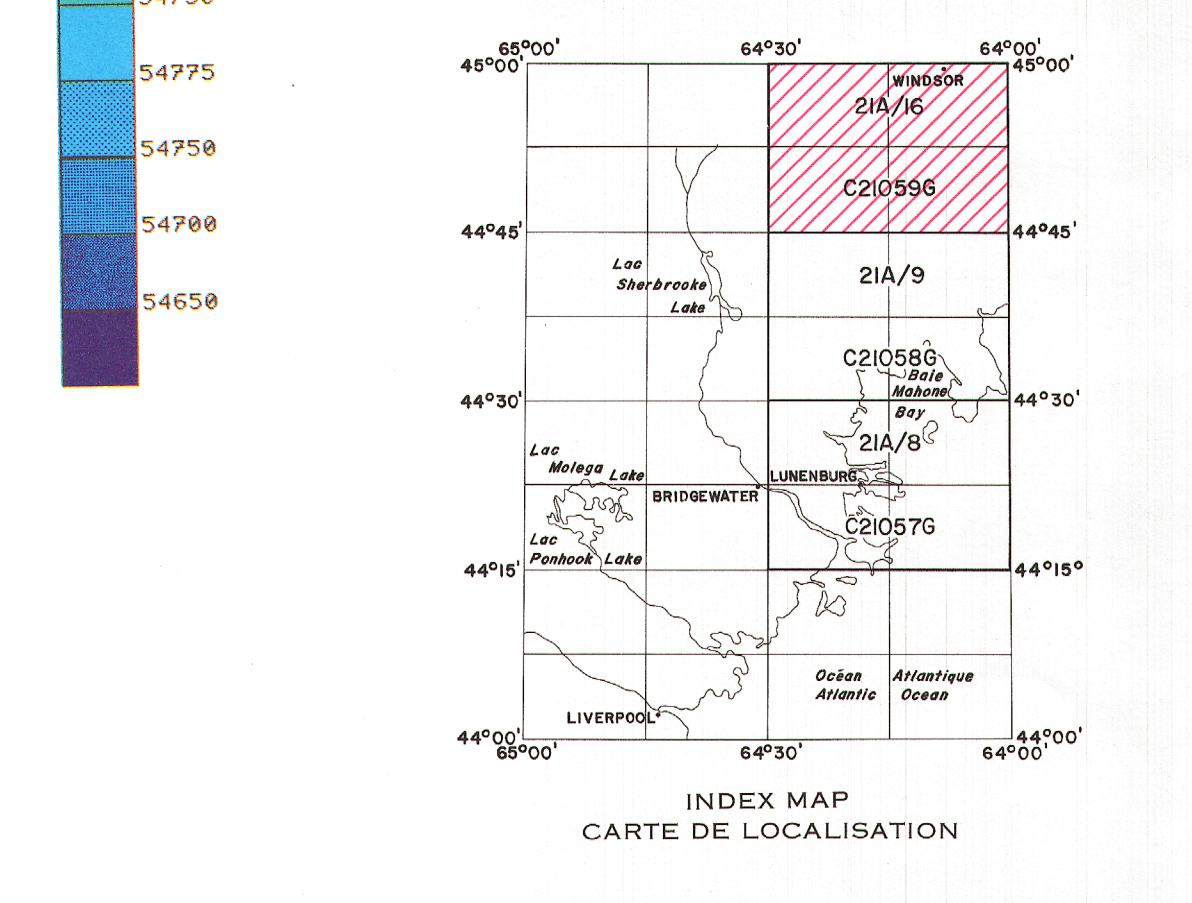 54775
54750
54700
54650
65°00' 64°30' 64°00'
45°00' 45°00'
WINDSOR
21A/16
C21059G
44°45' 44°45'
Lac
Sherbrooke
Lake
21A/9
C21058G
Baie
Mahone
Bay
44°30' 44°30'
21A/8
Lac
Molega Lake
LUNENBURG
BRIDGEWATER
C21057G
Lac
Ponhook Lake
44°15' 44°15°
Océan Atlantique
Atlantic Ocean
LIVERPOOL
44°00' 44°00'
65°00' 64°30' 64°00'
INDEX MAP
CARTE DE LOCALISATION